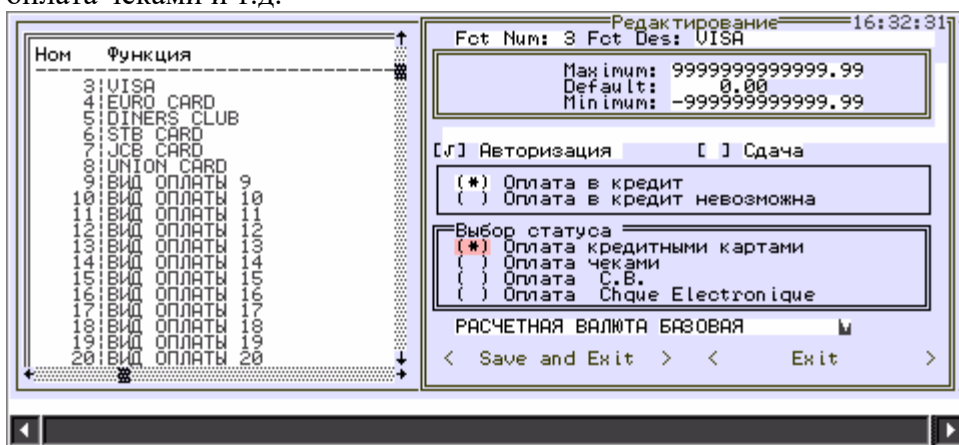 оплата чеками и т.д.
Ном Функция
3 VISA
4 EURO CARD
5 DINERS CLUB
6 STB CARD
7 JCB CARD
8 UNION CARD
9 ВИД ОПЛАТЫ 9
10 ВИД ОПЛАТЫ 10
11 ВИД ОПЛАТЫ 11
12 ВИД ОПЛАТЫ 12
13 ВИД ОПЛАТЫ 13
14 ВИД ОПЛАТЫ 14
15 ВИД ОПЛАТЫ 15
16 ВИД ОПЛАТЫ 16
17 ВИД ОПЛАТЫ 17
18 ВИД ОПЛАТЫ 18
19 ВИД ОПЛАТЫ 19
20 ВИД ОПЛАТЫ 20
Редактирование 16:32:31
Fct Num: 3 Fct Des: VISA
Maximum: 9999999999999.99
Default: 0.00
Minimum: -999999999999.99
[√] Авторизация [ ] Сдача
(*) Оплата в кредит
( ) Оплата в кредит невозможна
Выбор статуса
(*) Оплата кредитными картами
( ) Оплата чеками
( ) Оплата С.В.
( ) Оплата Chque Electronique
РАСЧЕТНАЯ ВАЛЮТА БАЗОВАЯ
< Save and Exit > < Exit >